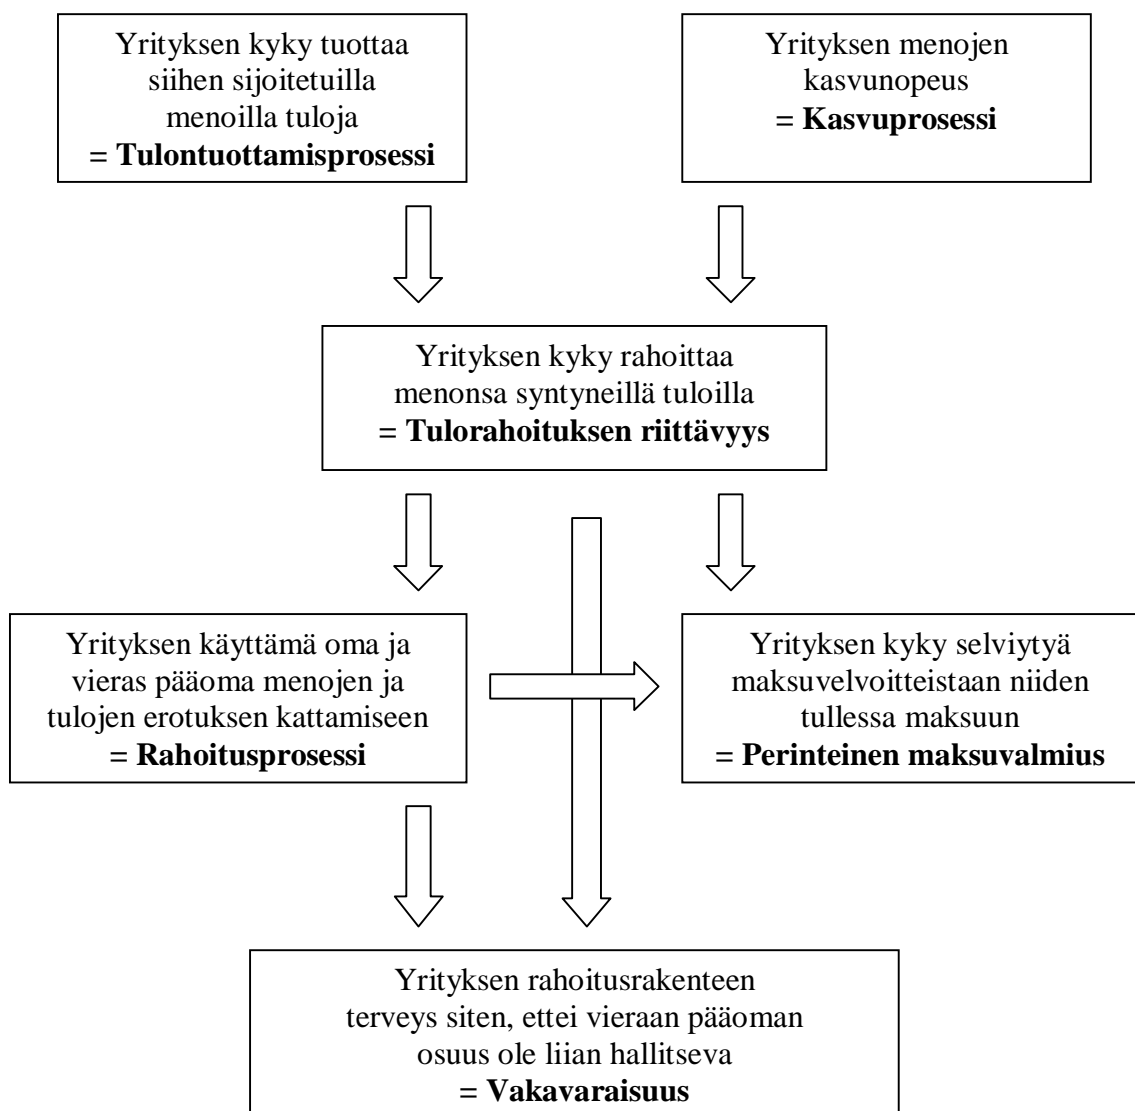 Yrityksen kyky tuottaa
siihen sijoitetuilla
menoilla tuloja
= Tulontuottamisprosessi
Yrityksen menojen
kasvunopeus
= Kasvuprosessi
Yrityksen kyky rahoittaa
menonsa syntyneillä tuloilla
= Tulorahoituksen riittävyys
Yrityksen käyttämä oma ja
vieras pääoma menojen ja
tulojen erotuksen kattamiseen
= Rahoitusprosessi
Yrityksen kyky selviytyä
maksuvelvoitteistaan niiden
tullessa maksuun
= Perinteinen maksuvalmius
Yrityksen rahoitusrakenteen
terveys siten, ettei vieraan pääoman
osuus ole liian hallitseva
= Vakavaraisuus